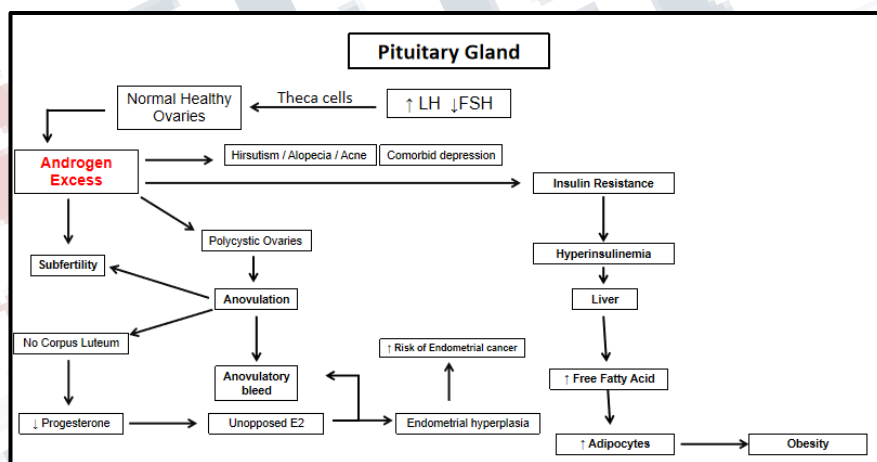 Pituitary Gland
Normal Healthy
Ovaries
Theca cells
↑ LH ↓FSH
Androgen
Excess
Hirsutism / Alopecia / Acne
Comorbid depression
Insulin Resistance
Polycystic Ovaries
Subfertility
Hyperinsulinemia
Anovulation
Liver
No Corpus Luteum
↑ Risk of Endometrial cancer
Anovulatory
bleed
↑ Free Fatty Acid
↓ Progesterone
Unopposed E2
Endometrial hyperplasia
↑ Adipocytes
Obesity